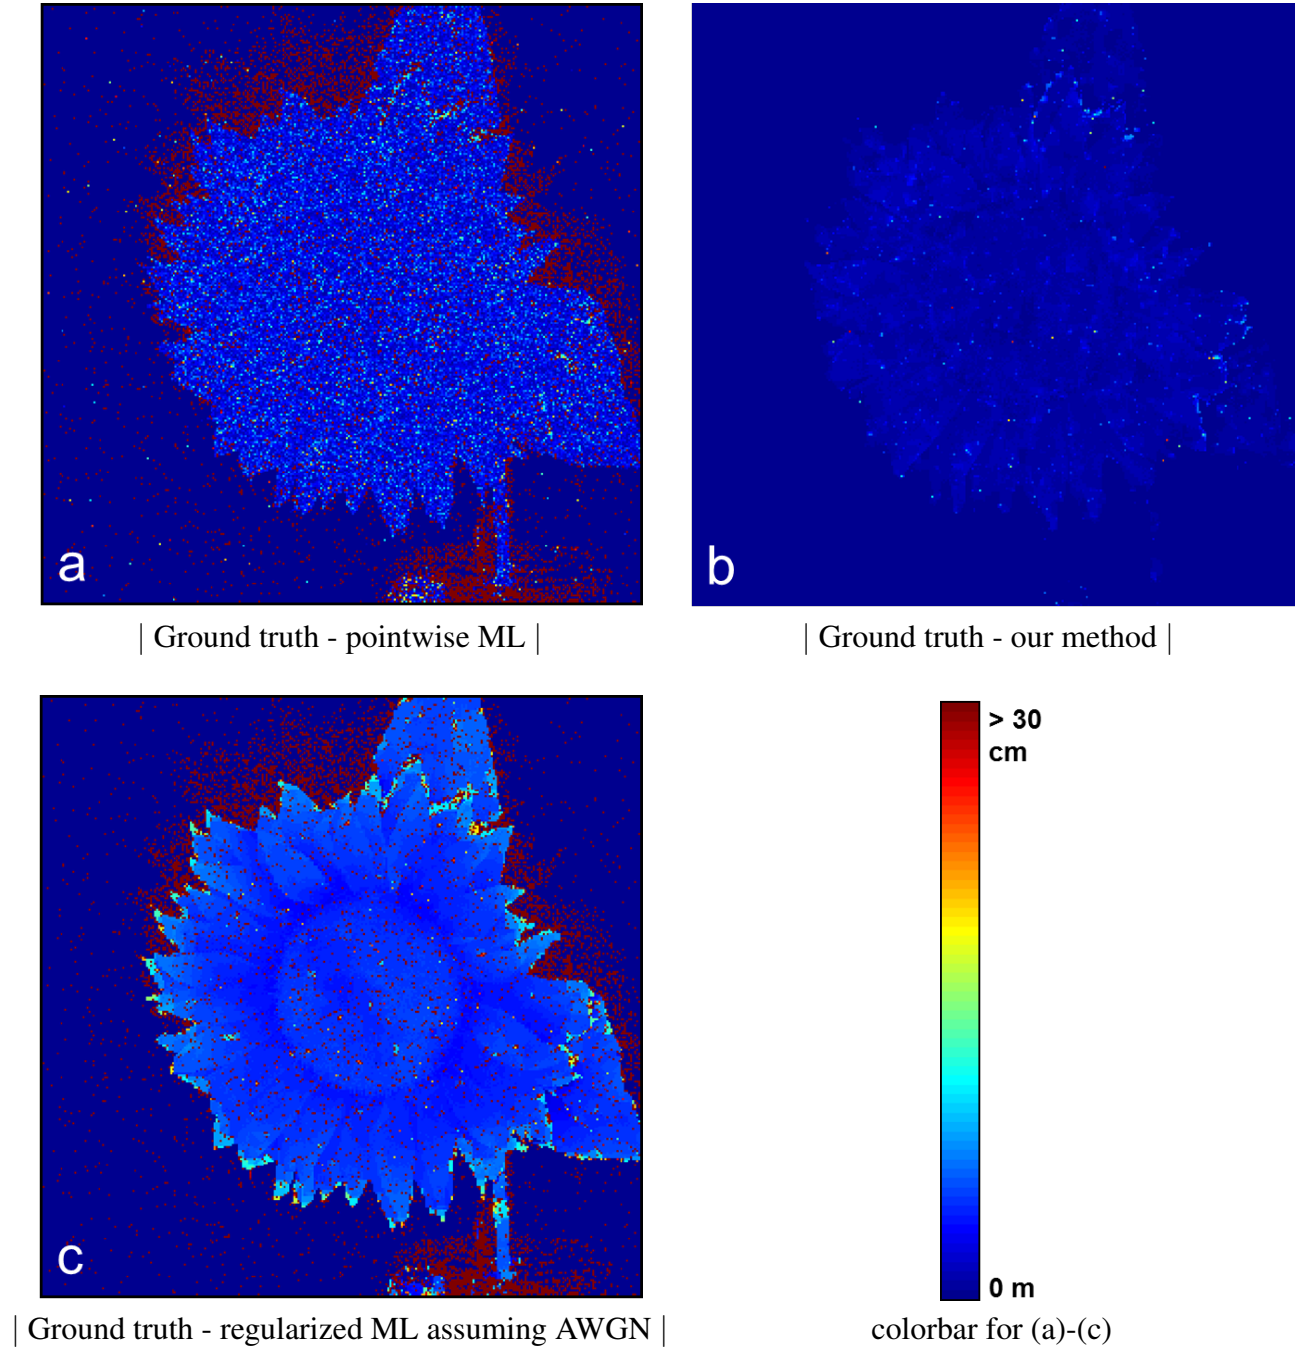 a
b
| Ground truth - pointwise ML |
| Ground truth - our method |
c
> 30
cm
0 m
| Ground truth - regularized ML assuming AWGN |
colorbar for (a)-(c)